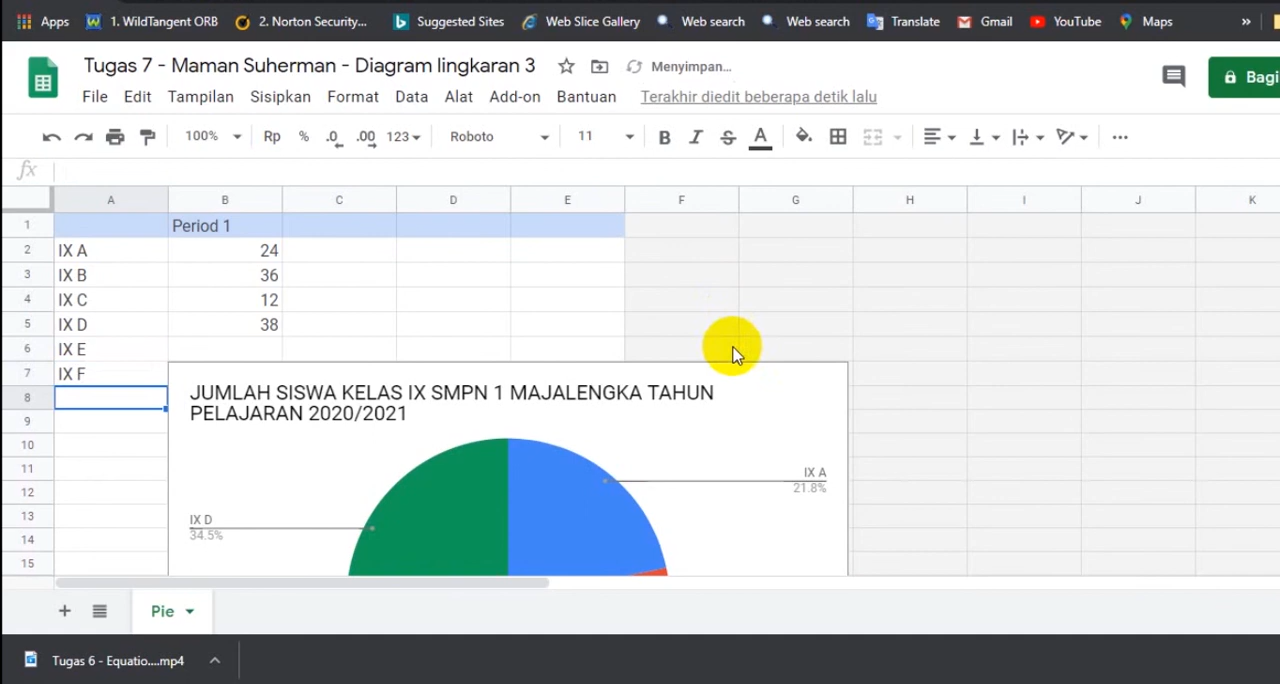 Apps 1. WildTangent ORB 2. Norton Security... Suggested Sites Web Slice Gallery Web search Web search Translate Gmail YouTube Maps »
Tugas 7 - Maman Suherman - Diagram lingkaran 3 Menyimpan...
Bagi
File Edit Tampilan Sisipkan Format Data Alat Add-on Bantuan Terakhir diedit beberapa detik lalu
100% Rp % .0 .00 123 Roboto 11 B I S A ...
fx
A B C D E F G H I J K
1 Period 1
2 IX A 24
3 IX B 36
4 IX C 12
5 IX D 38
6 IX E
7 IX F
8
9
10
11
12
13
14
15
JUMLAH SISWA KELAS IX SMPN 1 MAJALENGKA TAHUN
PELAJARAN 2020/2021
IX A
21.8%
IX D
34.5%
+ Pie
Tugas 6 - Equatio....mp4